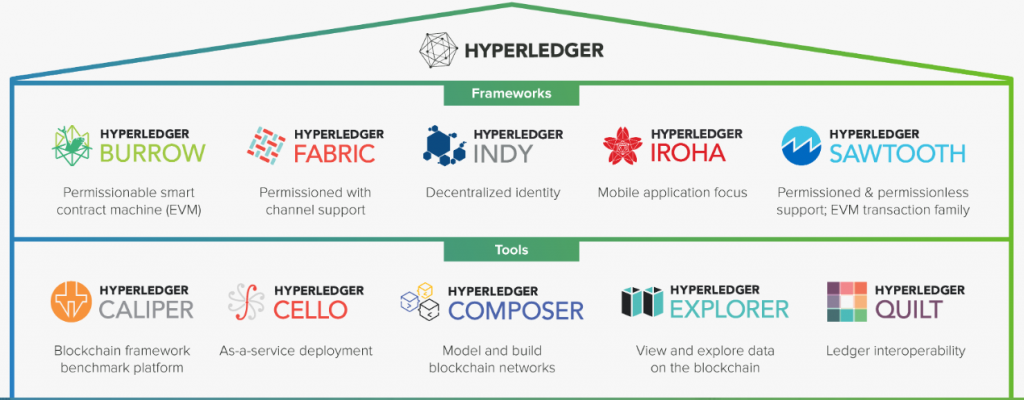 HYPERLEDGER
Frameworks
HYPERLEDGER
BURROW
Permissionable smart
contract machine (EVM)
HYPERLEDGER
FABRIC
Permissioned with
channel support
HYPERLEDGER
INDY
Decentralized identity
HYPERLEDGER
IROHA
Mobile application focus
HYPERLEDGER
SAWTOOTH
Permissioned & permissionless
support; EVM transaction family
Tools
HYPERLEDGER
CALIPER
Blockchain framework
benchmark platform
HYPERLEDGER
CELLO
As-a-service deployment
HYPERLEDGER
COMPOSER
Model and build
blockchain networks
HYPERLEDGER
EXPLORER
View and explore data
on the blockchain
HYPERLEDGER
QUILT
Ledger interoperability